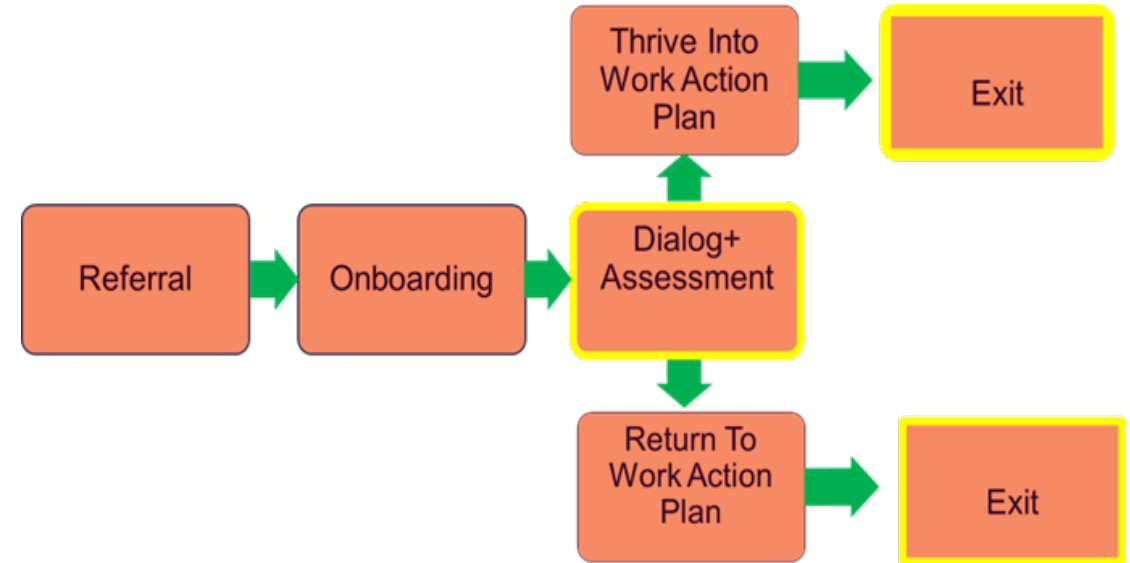 Thrive Into
Work Action
Plan
Exit
Referral
Onboarding
Dialog+
Assessment
Return To
Work Action
Plan
Exit